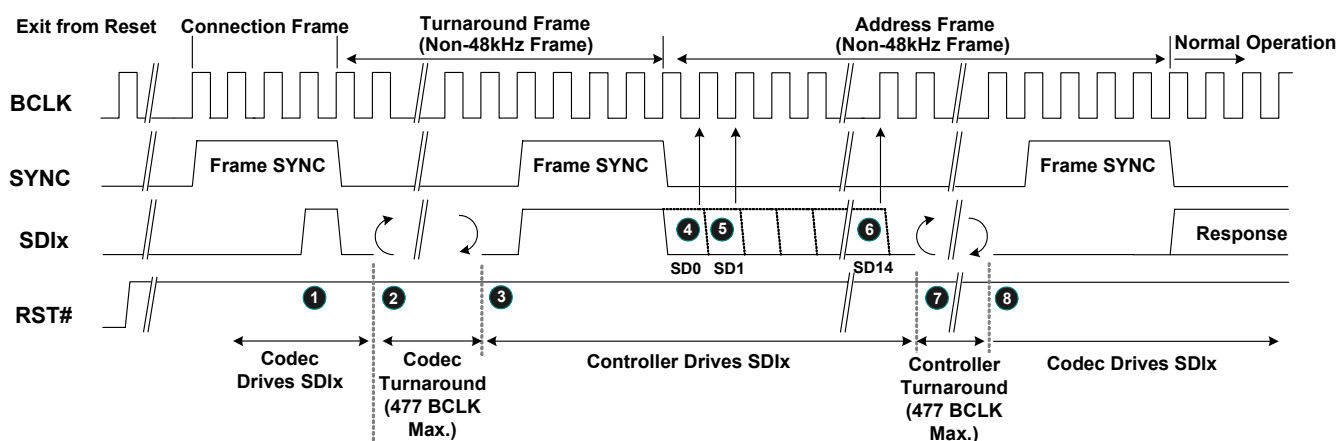 Exit from Reset
Connection Frame
Turnaround Frame
(Non-48kHz Frame)
Address Frame
(Non-48kHz Frame)
Normal Operation
BCLK
SYNC
Frame SYNC
Frame SYNC
Frame SYNC
SDIx
4
5
6
Response
SD0
SD1
SD14
RST#
1
2
3
7
8
Codec
Drives SDIx
Codec
Turnaround
(477 BCLK
Max.)
Controller Drives SDIx
Controller
Turnaround
(477 BCLK
Max.)
Codec Drives SDIx